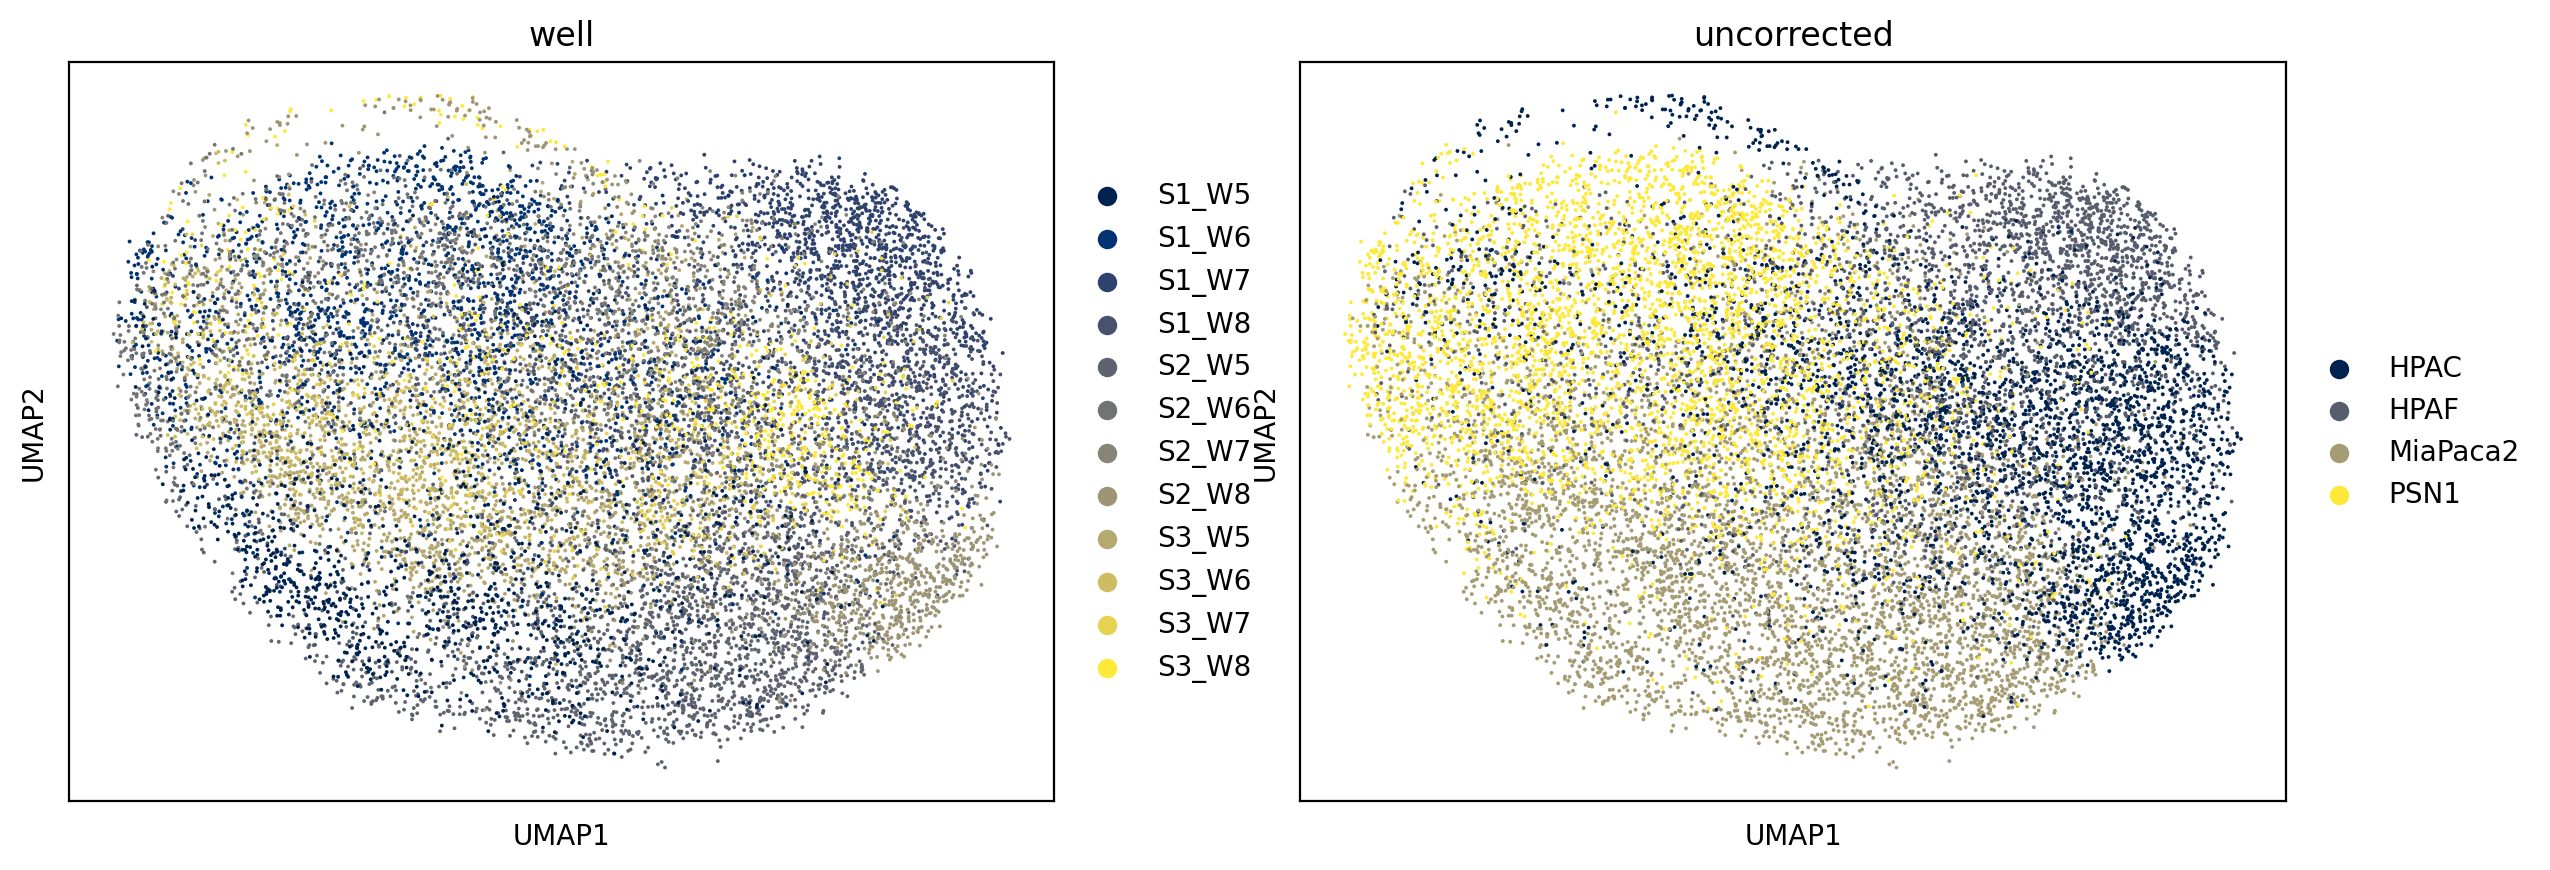 well
UMAP2
UMAP1
S1_W5
S1_W6
S1_W7
S1_W8
S2_W5
S2_W6
S2_W7
S2_W8
S3_W5
S3_W6
S3_W7
S3_W8
uncorrected
UMAP2
UMAP1
HPAC
HPAF
MiaPaca2
PSN1